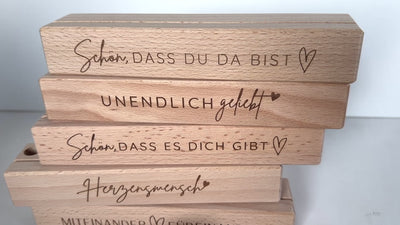 Schön, DASS DU DA BIST ♡
UNENDLICH geliebt ♥
Schön, DASS ES DICH GIBT ♡
Herzensmensch ♥
MITEINANDER ♡